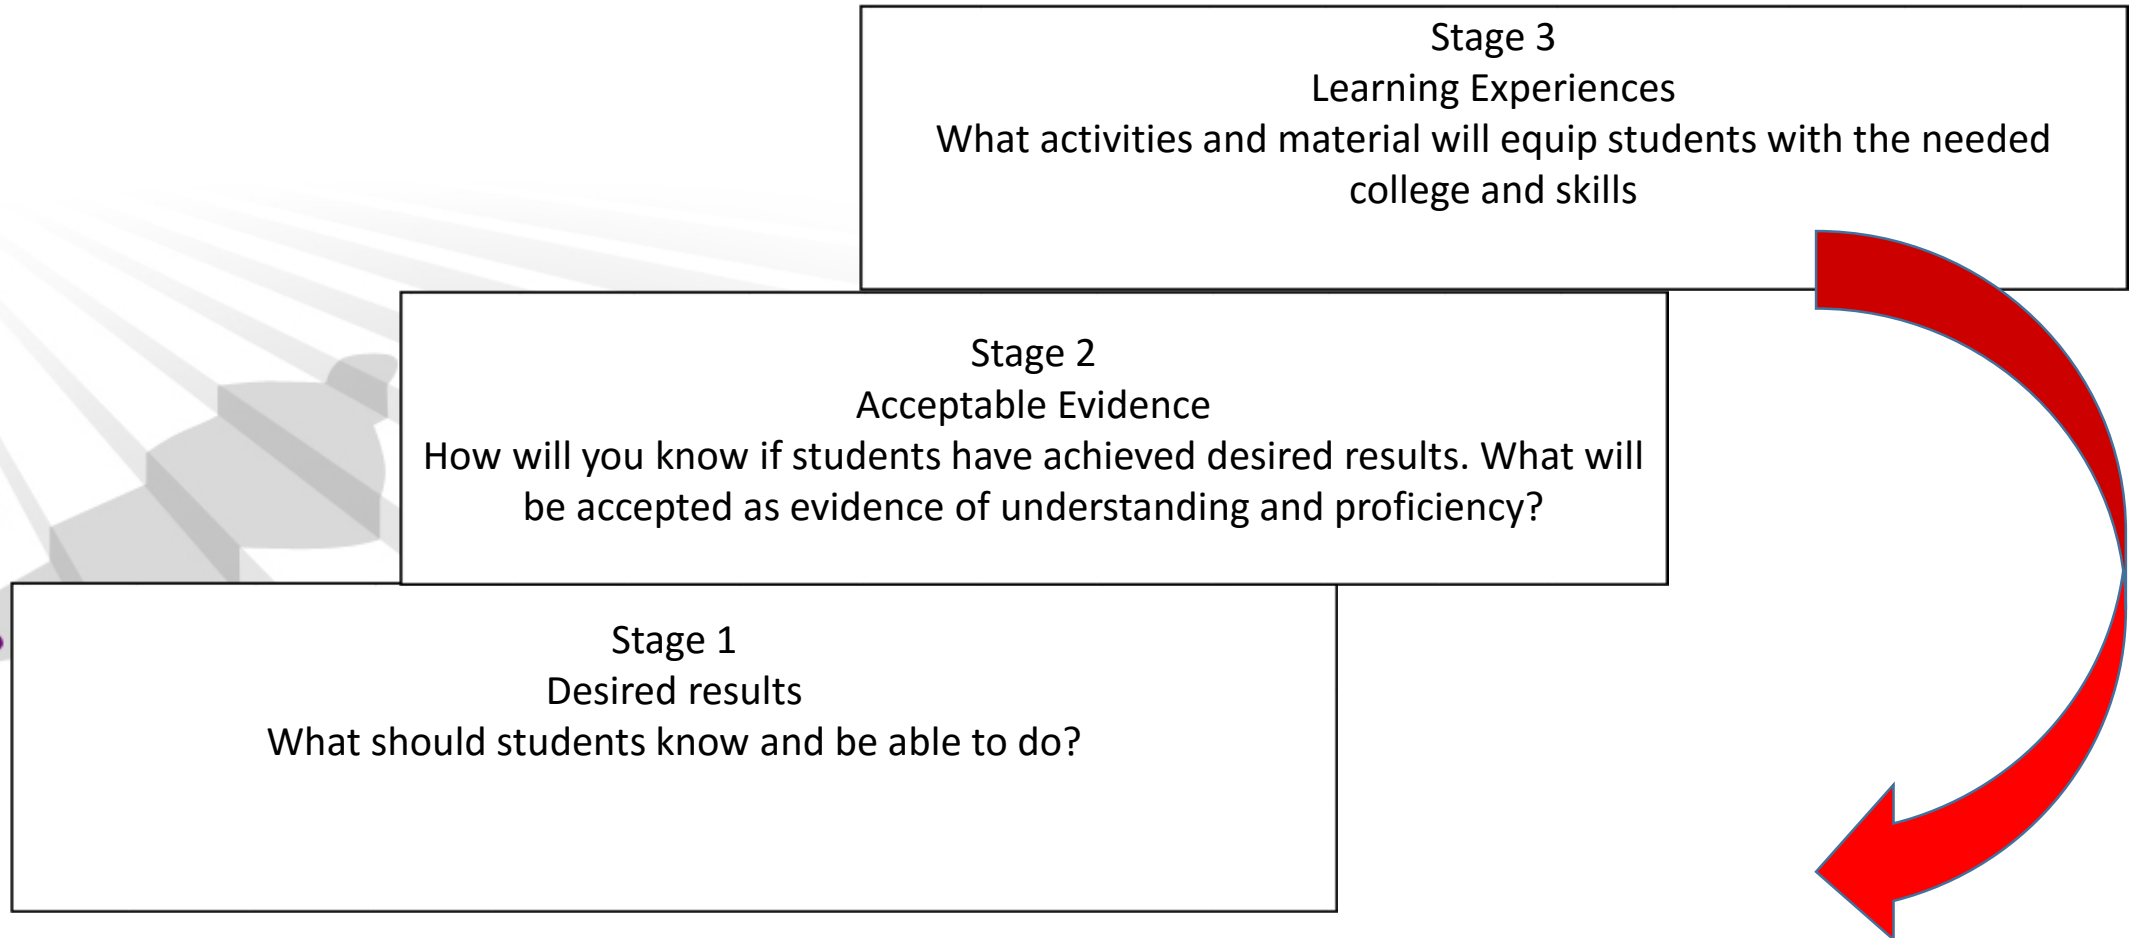 Stage 3
Learning Experiences
What activities and material will equip students with the needed
college and skills
Stage 2
Acceptable Evidence
How will you know if students have achieved desired results. What will
be accepted as evidence of understanding and proficiency?
Stage 1
Desired results
What should students know and be able to do?